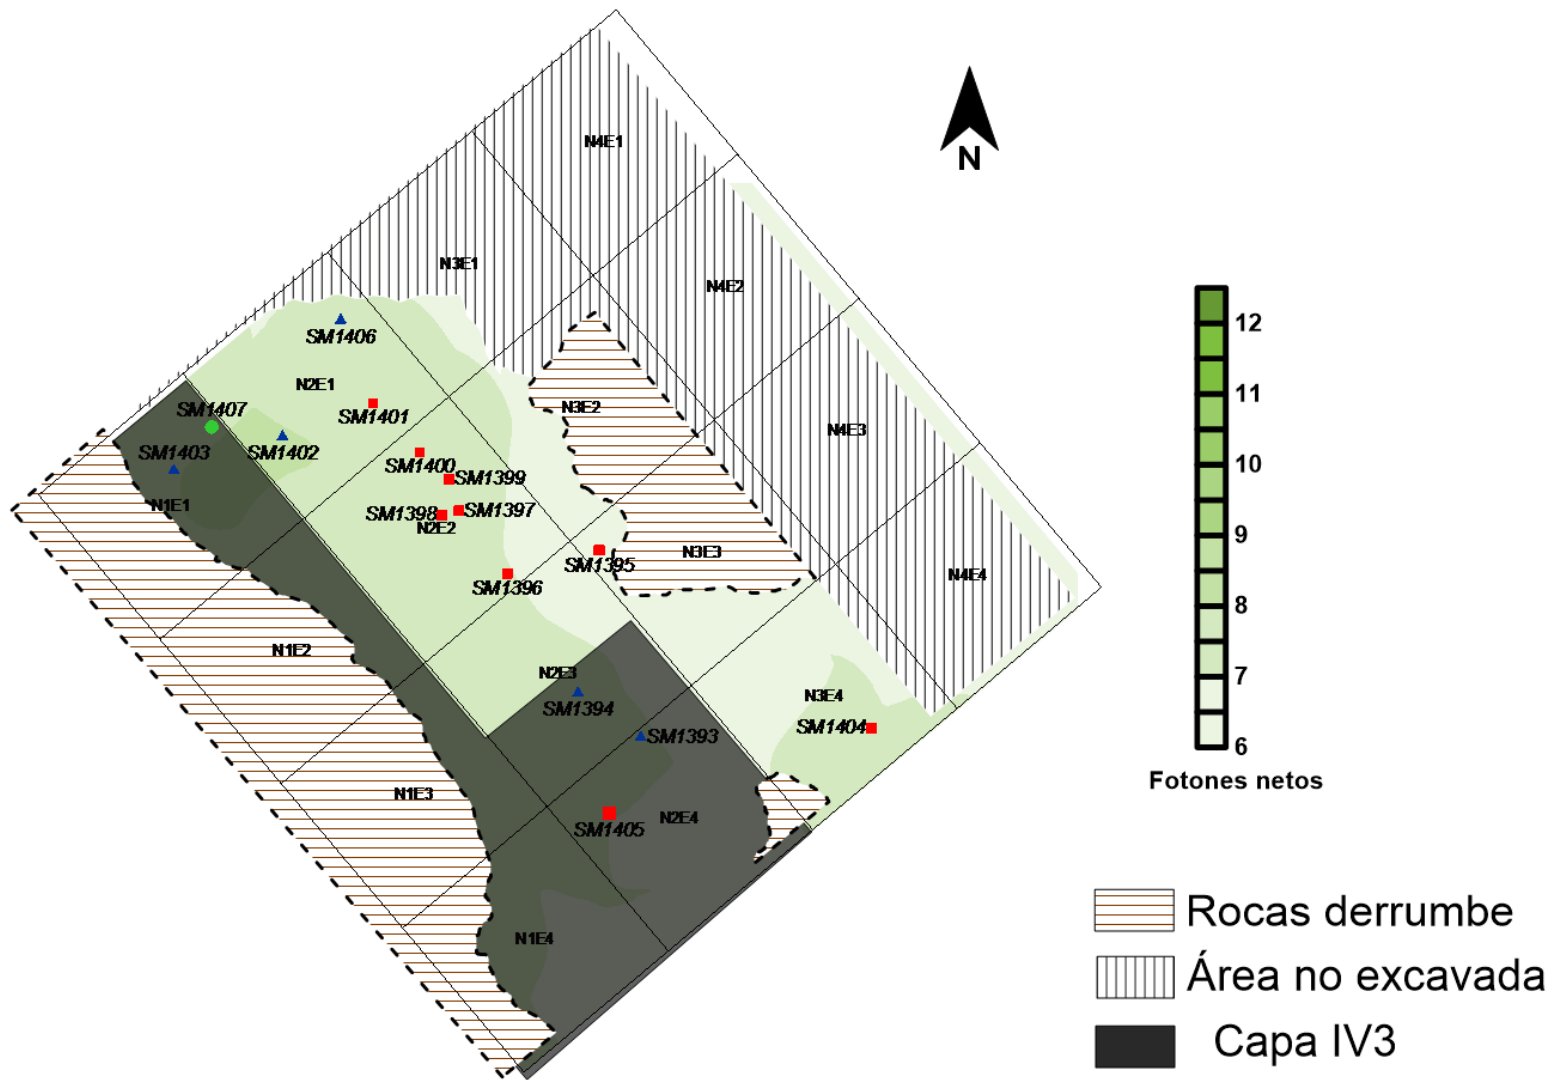 N4E1
N
N3E1
N4E2
SM1406
N2E1
SM1407
SM1401
N3E2
N4E3
SM1403
SM1402
SM1400
SM1399
N1E1
SM1398
SM1397
N2E2
N3E3
SM1395
N4E4
SM1396
N1E2
N2E3
N3E4
SM1394
SM1404
SM1393
N1E3
N2E4
SM1405
N1E4
12
11
10
9
8
7
6
Fotones netos
Rocas derrumbe
Área no excavada
Capa IV3